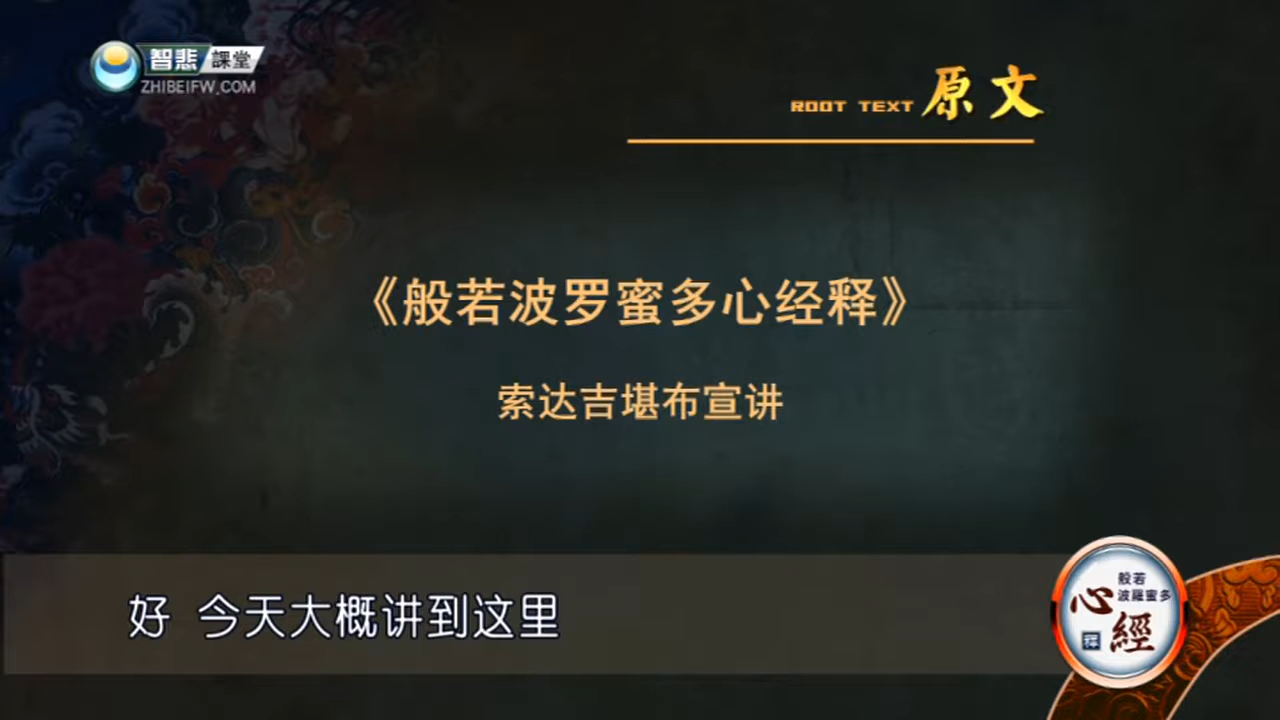 智悲課堂
ZHIBEIFW.COM
ROOT TEXT 原文
《般若波罗蜜多心经释》
索达吉堪布宣讲
般若
波羅蜜多
心經
釋
好 今天大概讲到这里